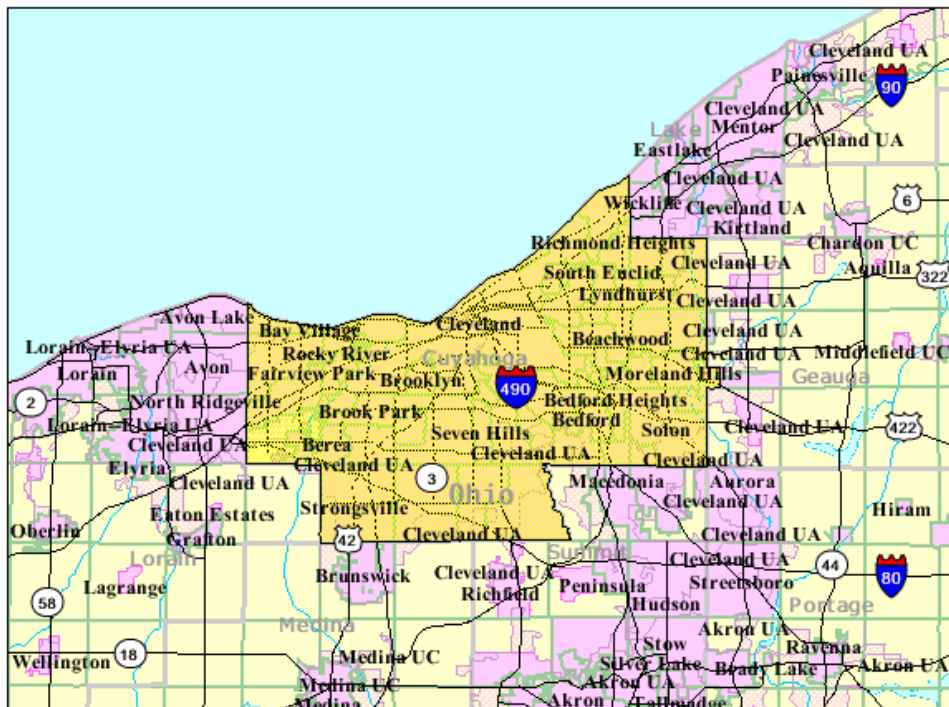 Cleveland UA
Painesville
90
Cleveland UA
Mentor
Lake
Cleveland UA
Eastlake
Cleveland UA
Wickliffe
Cleveland UA
6
Kirtland
Richmond Heights
Chardon UC
Cleveland UA
South Euclid
Aquilla
322
Lyndhurst
Cleveland UA
Avon Lake
Bay Village
Cleveland
Cleveland UA
Beachwood
Lorain--Elyria UA
Rocky River
Cuyahoga
Cleveland UA
Middlefield UC
Lorain
Avon
Fairview Park
Brooklyn
490
Moreland Hills
Geauga
2
North Ridgeville
Brook Park
Bedford Heights
Bedford
Lorain--Elyria UA
Seven Hills
Solon
Cleveland UA
422
Cleveland UA
Berea
Cleveland UA
Cleveland UA
Elyria
Cleveland UA
3
Macedonia
Aurora
Cleveland UA
Ohio
Cleveland UA
Strongsville
Hiram
Eaton Estates
Oberlin
Cleveland UA
Cleveland UA
Grafton
42
Lorain
Summit
Cleveland UA
44
Brunswick
Cleveland UA
80
Lagrange
Richfield
Peninsula
Streetsboro
58
Hudson
Portage
Medina
Akron UA
18
Stow
Ravenna
Wellington
Medina UC
Silver Lake
Brady Lake
Akron UA
Medina UC
Akron UA
Medina
Akron
Tallmadge